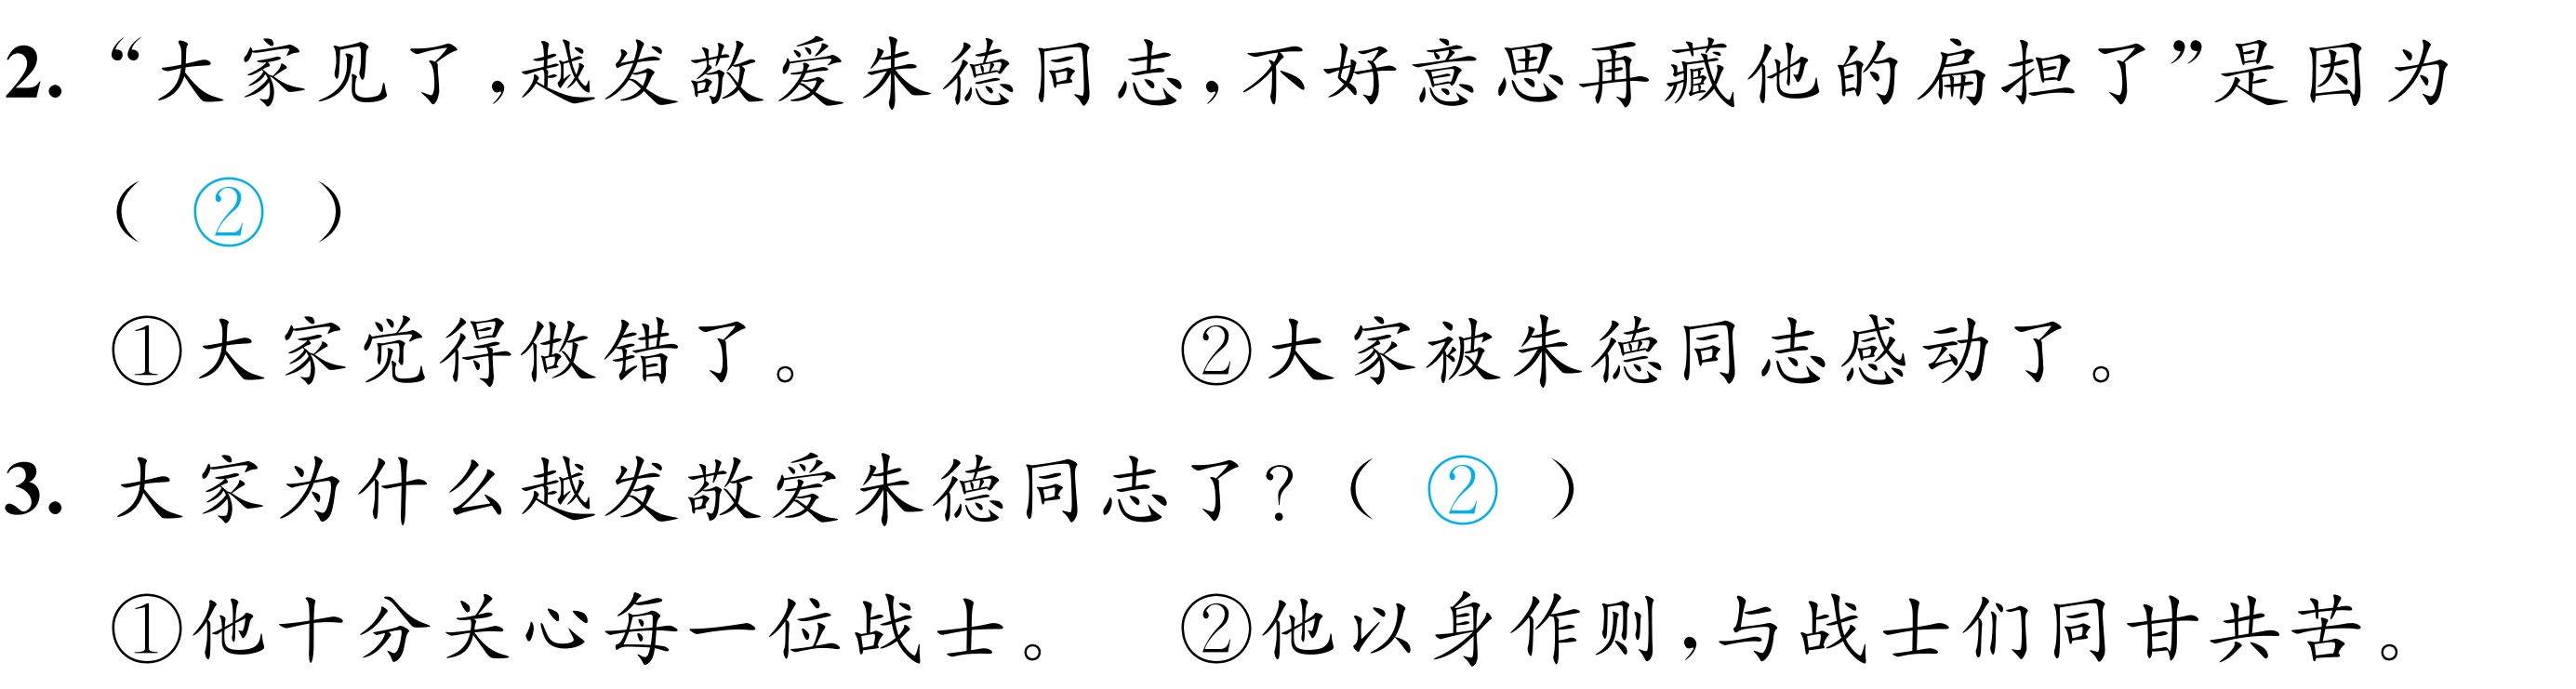 2. “大家见了,越发敬爱朱德同志,不好意思再藏他的扁担了”是因为
( ② )
①大家觉得做错了。 ②大家被朱德同志感动了。
3. 大家为什么越发敬爱朱德同志了?( ② )
①他十分关心每一位战士。 ②他以身作则,与战士们同甘共苦。